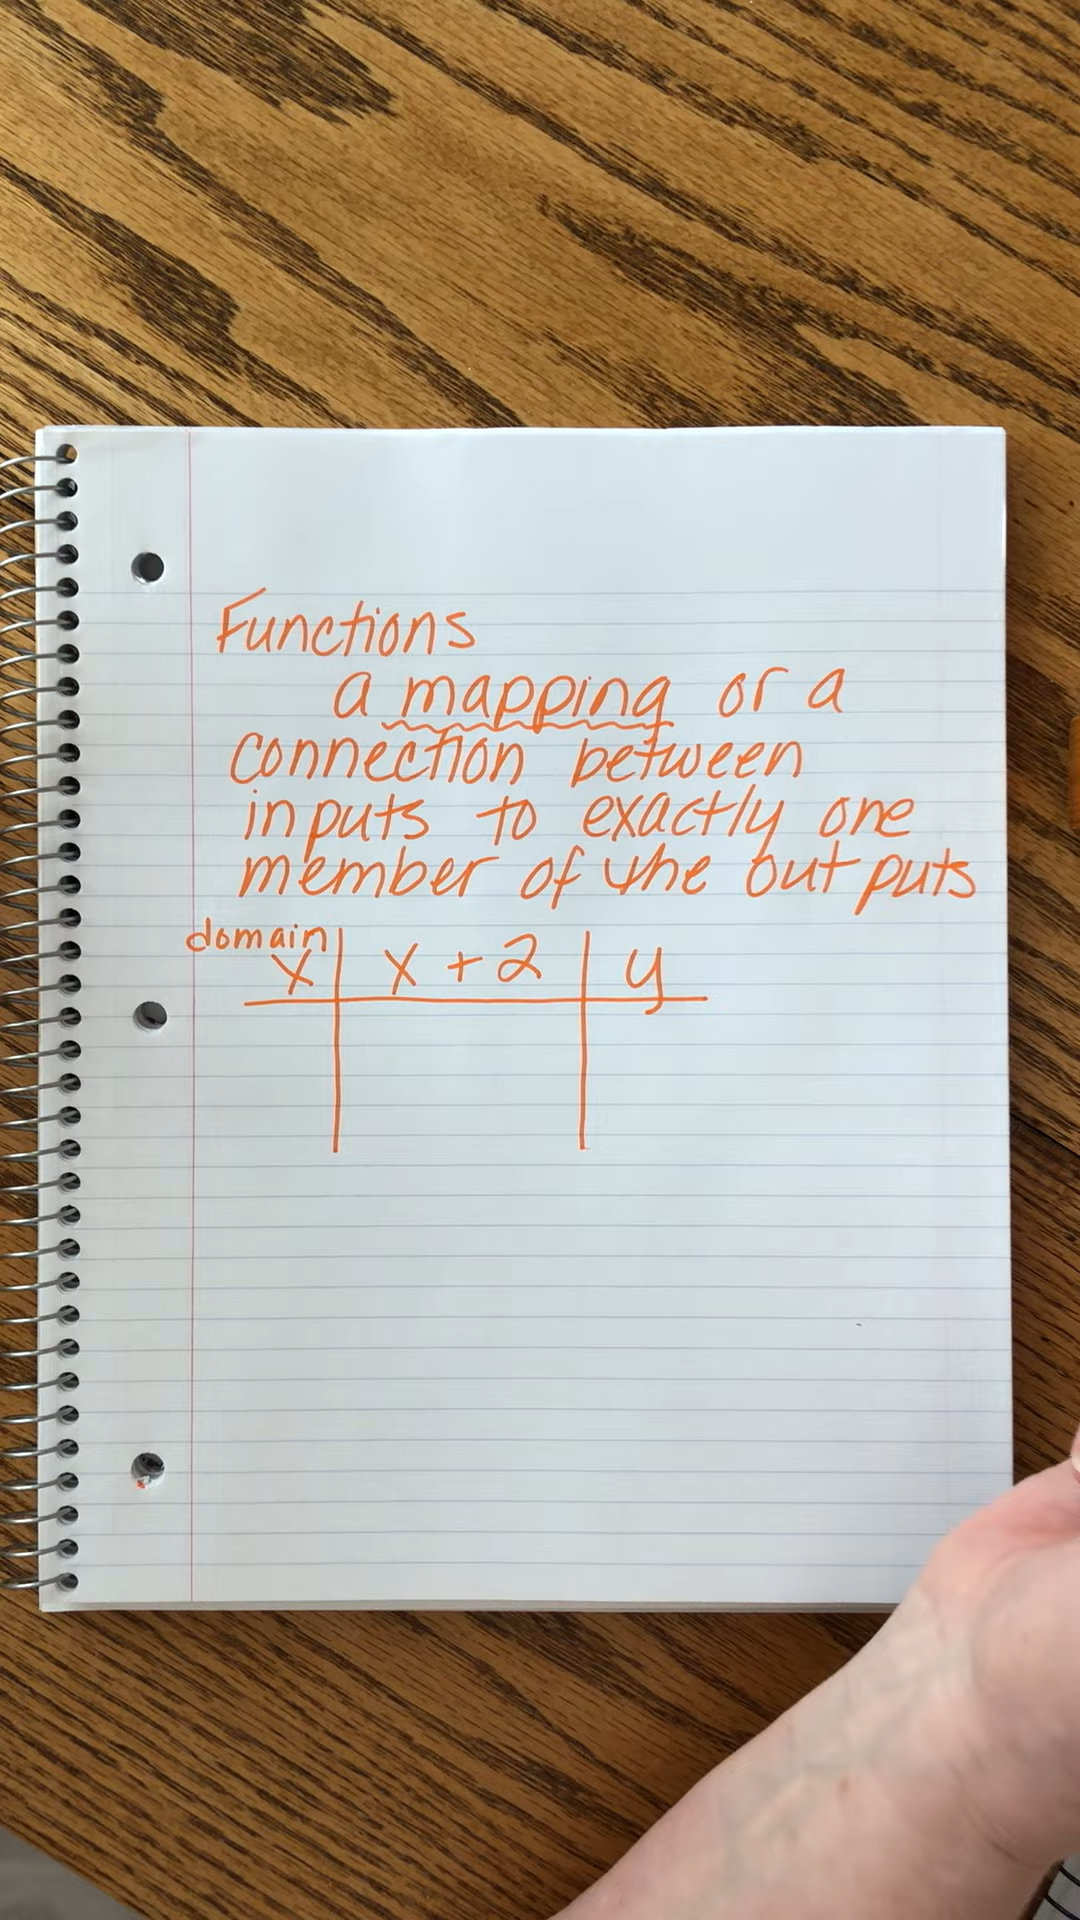 Functions
a mapping or a
connection between
inputs to exactly one
member of the outputs
domain
x | x + 2 | y